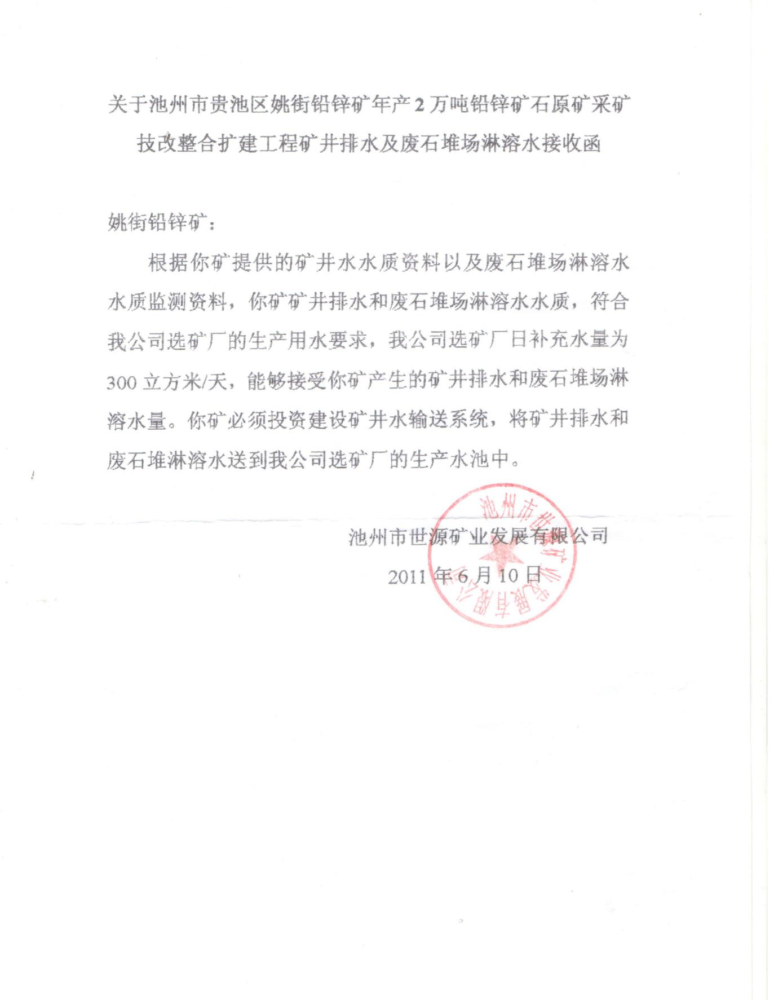 关于池州市贵池区姚街铅锌矿年产2万吨铅锌矿石原矿采矿
技改整合扩建工程矿井排水及废石堆场淋溶水接收函
姚街铅锌矿：
根据你矿提供的矿井水水质资料以及废石堆场淋溶水
水质监测资料，你矿矿井排水和废石堆场淋溶水水质，符合
我公司选矿厂的生产用水要求，我公司选矿厂日补充水量为
300立方米/天，能够接受你矿产生的矿井排水和废石堆场淋
溶水量。你矿必须投资建设矿井水输送系统，将矿井排水和
废石堆淋溶水送到我公司选矿厂的生产水池中。
池州市世源矿业发展有限公司
2011年6月10日
池州市世源矿业发展有限公司